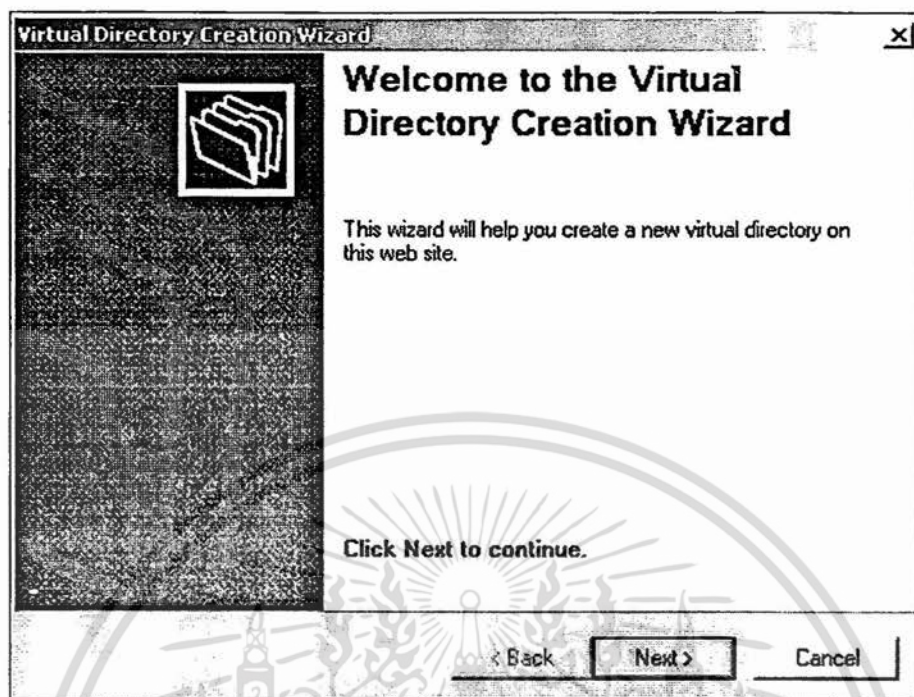 Virtual Directory Creation Wizard
Welcome to the Virtual
Directory Creation Wizard
This wizard will help you create a new virtual directory on
this web site.
Click Next to continue.
< Back Next > Cancel